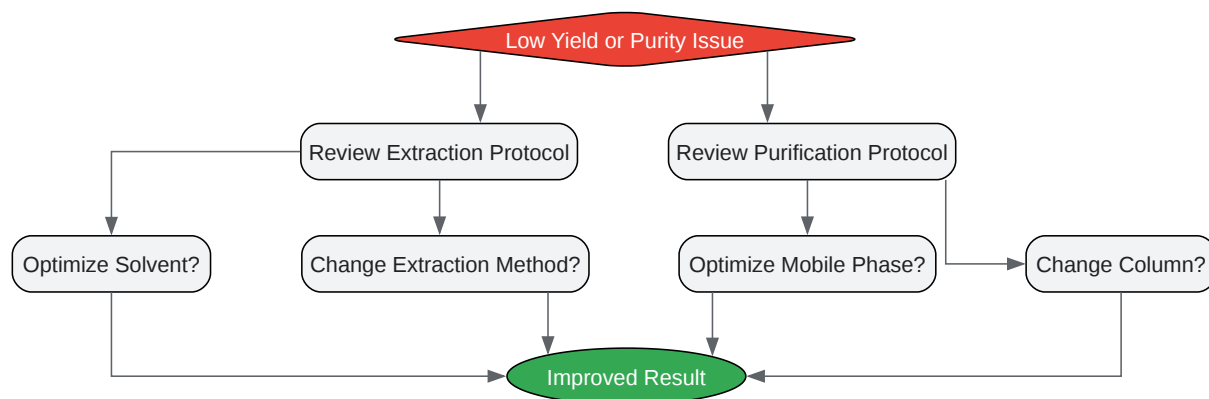 Low Yield or Purity Issue
Review Extraction Protocol
Review Purification Protocol
Optimize Solvent?
Change Extraction Method?
Optimize Mobile Phase?
Change Column?
Improved Result